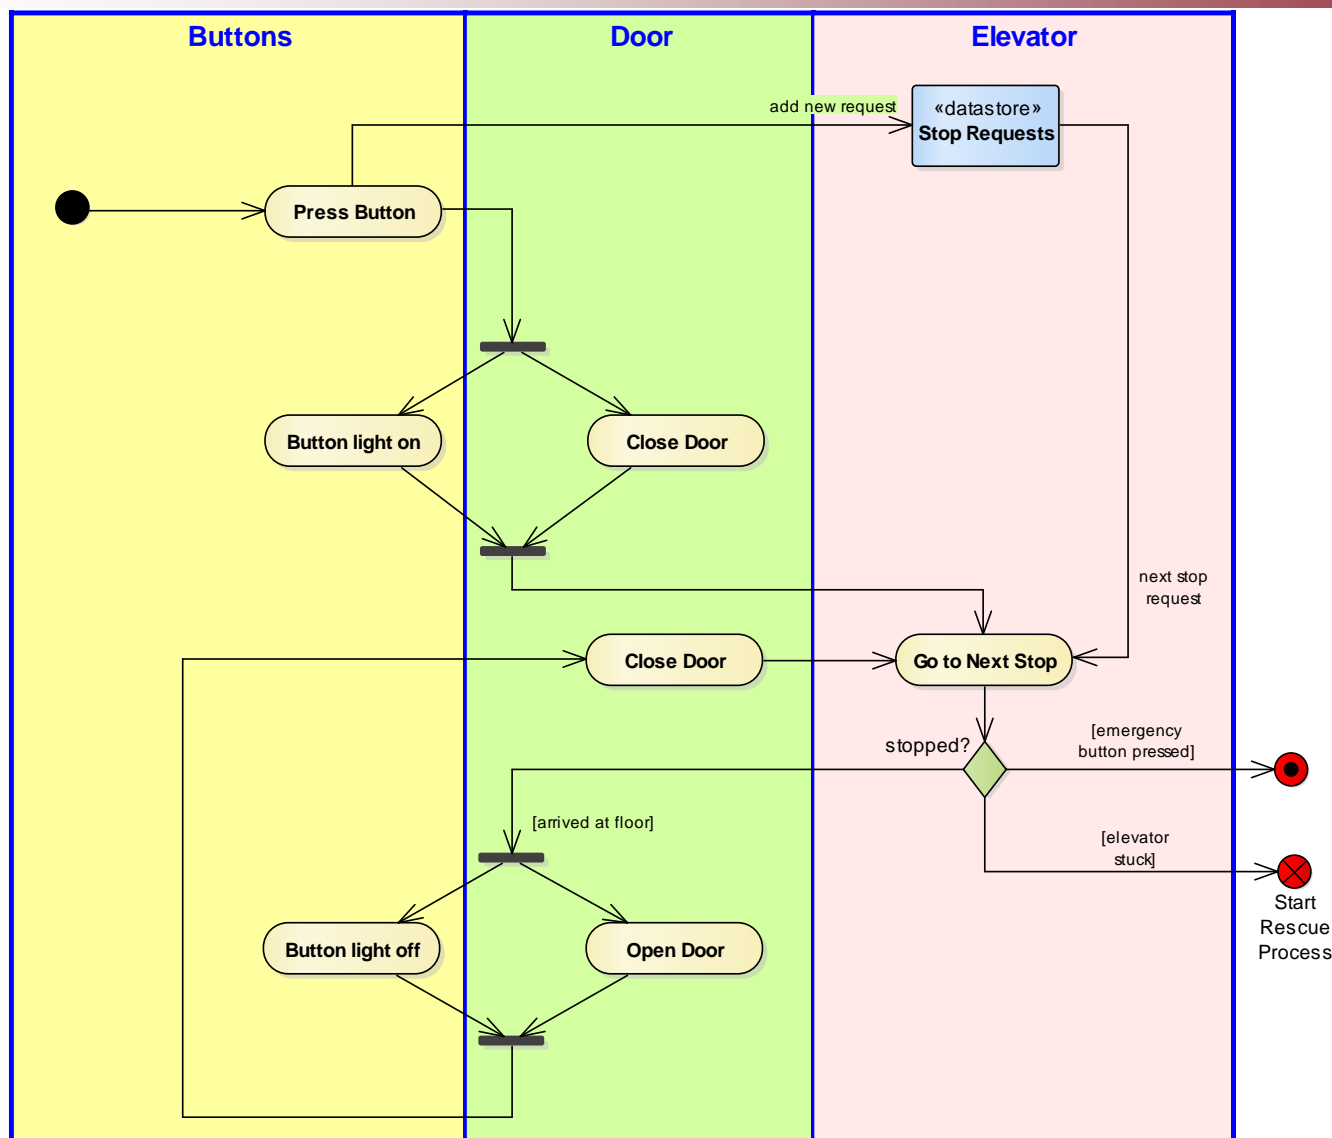 Buttons
Door
Elevator
add new request
«datastore»
Stop Requests
Press Button
Button light on
Close Door
next stop
request
Close Door
Go to Next Stop
stopped?
[emergency
button pressed]
[arrived at floor]
[elevator
stuck]
Start
Rescue
Process
Button light off
Open Door